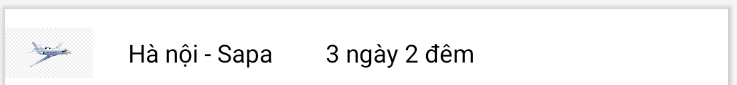 Hà nội - Sapa 3 ngày 2 đêm